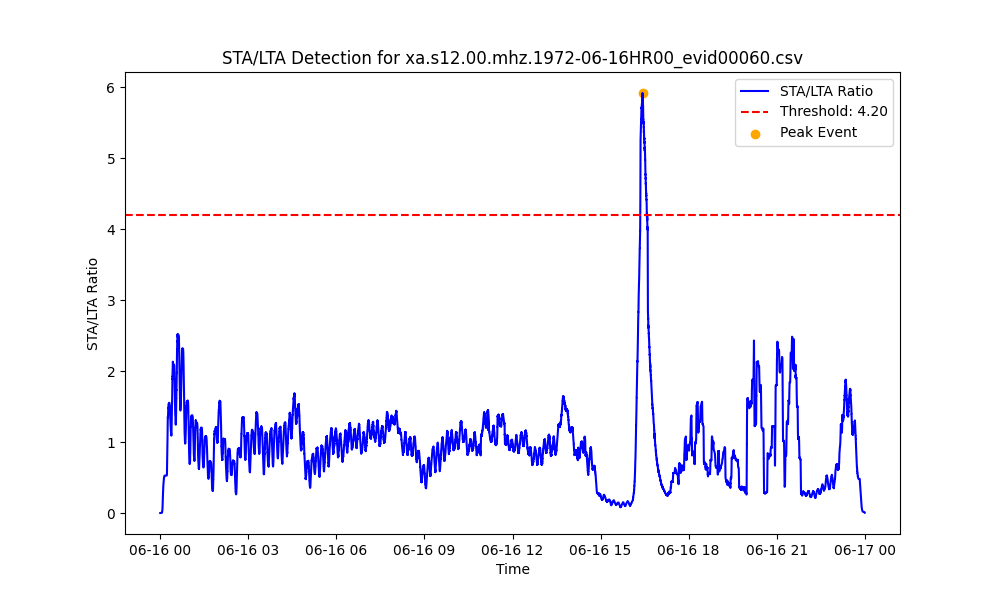 STA/LTA Detection for xa.s12.00.mhz.1972-06-16HR00_evid00060.csv
STA/LTA Ratio
Threshold: 4.20
Peak Event
6
5
4
3
2
1
0
STA/LTA Ratio
06-16 00 06-16 03 06-16 06 06-16 09 06-16 12 06-16 15 06-16 18 06-16 21 06-17 00
Time